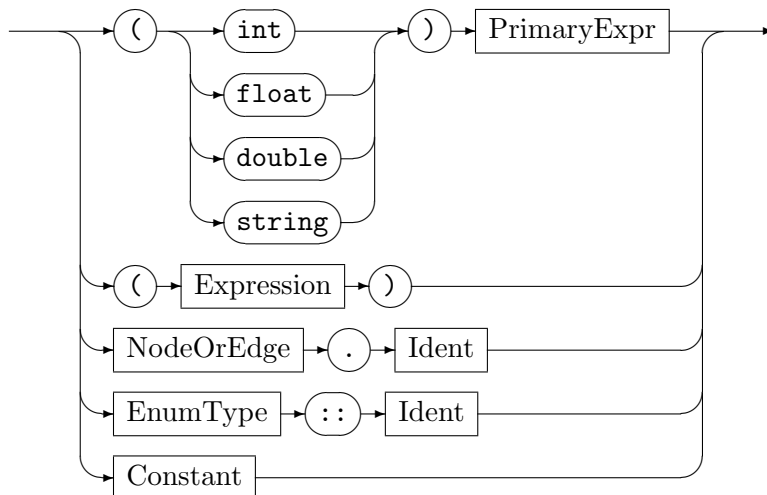 ( int ) PrimaryExpr
float
double
string
( Expression )
NodeOrEdge . Ident
EnumType :: Ident
Constant